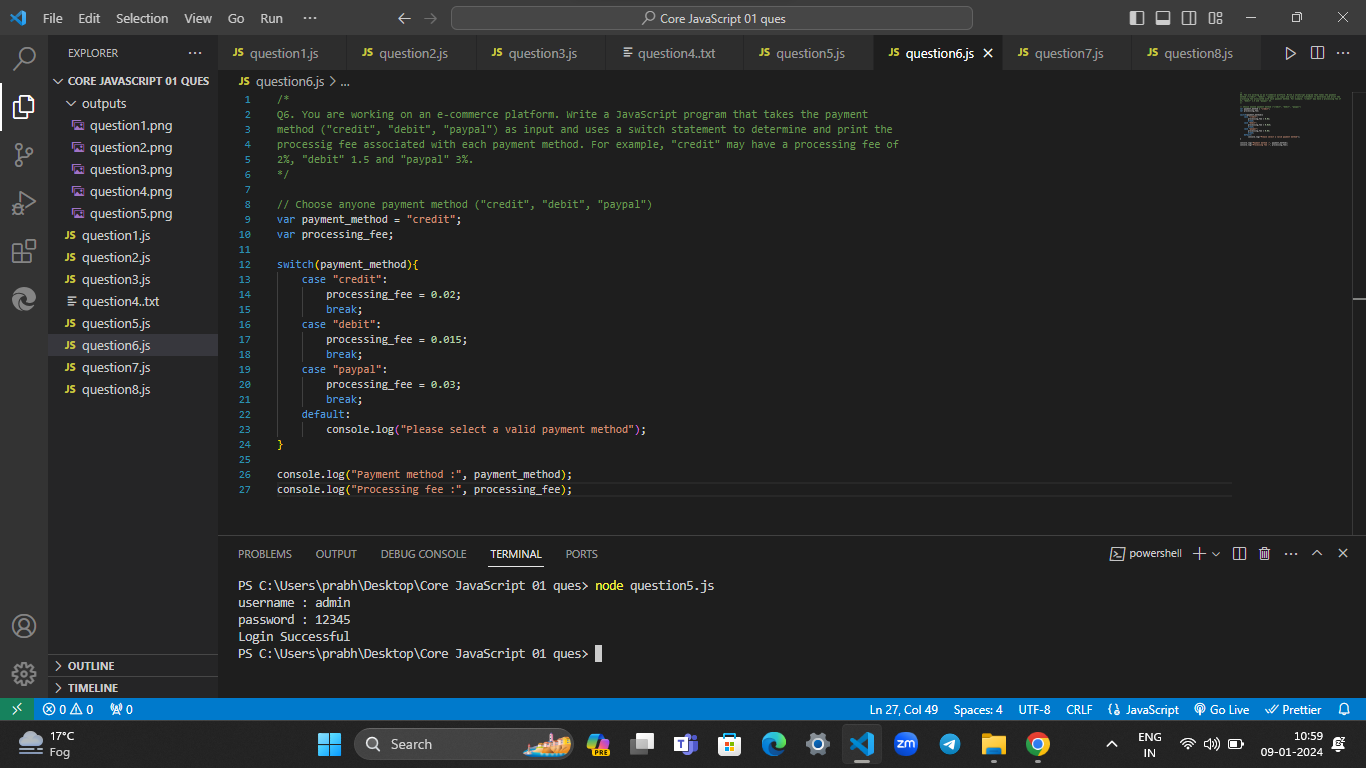 File Edit Selection View Go Run ···
Core JavaScript 01 ques
EXPLORER
CORE JAVASCRIPT 01 QUES
outputs
question1.png
question2.png
question3.png
question4.png
question5.png
JS question1.js
JS question2.js
JS question3.js
question4..txt
JS question5.js
JS question6.js
JS question7.js
JS question8.js
OUTLINE
TIMELINE
JS question1.js JS question2.js JS question3.js question4..txt JS question5.js JS question6.js JS question7.js JS question8.js
JS question6.js > ...
1 /*
2 Q6. You are working on an e-commerce platform. Write a JavaScript program that takes the payment
3 method ("credit", "debit", "paypal") as input and uses a switch statement to determine and print the
4 processig fee associated with each payment method. For example, "credit" may have a processing fee of
5 2%, "debit" 1.5 and "paypal" 3%.
6 */
7
8 // Choose anyone payment method ("credit", "debit", "paypal")
9 var payment_method = "credit";
10 var processing_fee;
11
12 switch(payment_method){
13 case "credit":
14 processing_fee = 0.02;
15 break;
16 case "debit":
17 processing_fee = 0.015;
18 break;
19 case "paypal":
20 processing_fee = 0.03;
21 break;
22 default:
23 console.log("Please select a valid payment method");
24 }
25
26 console.log("Payment method :", payment_method);
27 console.log("Processing fee :", processing_fee);
PROBLEMS OUTPUT DEBUG CONSOLE TERMINAL PORTS
powershell
PS C:\Users\prabh\Desktop\Core JavaScript 01 ques> node question5.js
username : admin
password : 12345
Login Successful
PS C:\Users\prabh\Desktop\Core JavaScript 01 ques>
0 0 0 Ln 27, Col 49 Spaces: 4 UTF-8 CRLF {} JavaScript Go Live Prettier
17°C
Fog
Search
PRE
zm
ENG
IN
10:59
09-01-2024